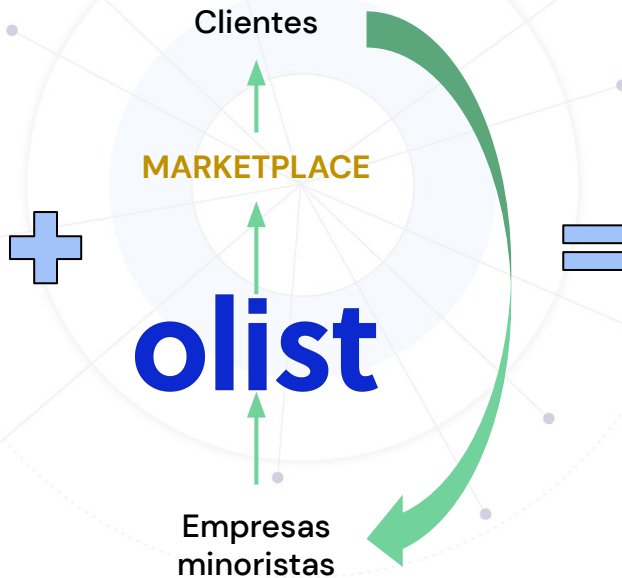 Clientes
MARKETPLACE
olist
Empresas
minoristas